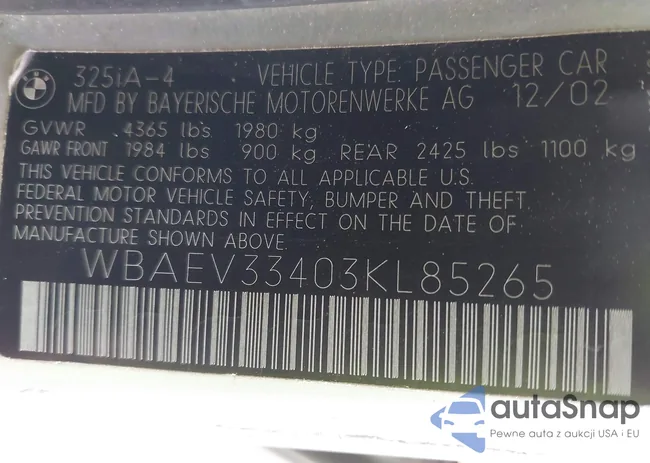 325iA-4 VEHICLE TYPE: PASSENGER CAR
MFD BY BAYERISCHE MOTORENWERKE AG 12/02
GVWR 4365 lbs 1980 kg
GAWR FRONT 1984 lbs 900 kg REAR 2425 lbs 1100 kg
THIS VEHICLE CONFORMS TO ALL APPLICABLE U.S.
FEDERAL MOTOR VEHICLE SAFETY, BUMPER AND THEFT
PREVENTION STANDARDS IN EFFECT ON THE DATE OF
MANUFACTURE SHOWN ABOVE.
WBAEV33403KL85265
autaSnap
Pewne auta z aukcji USA i EU